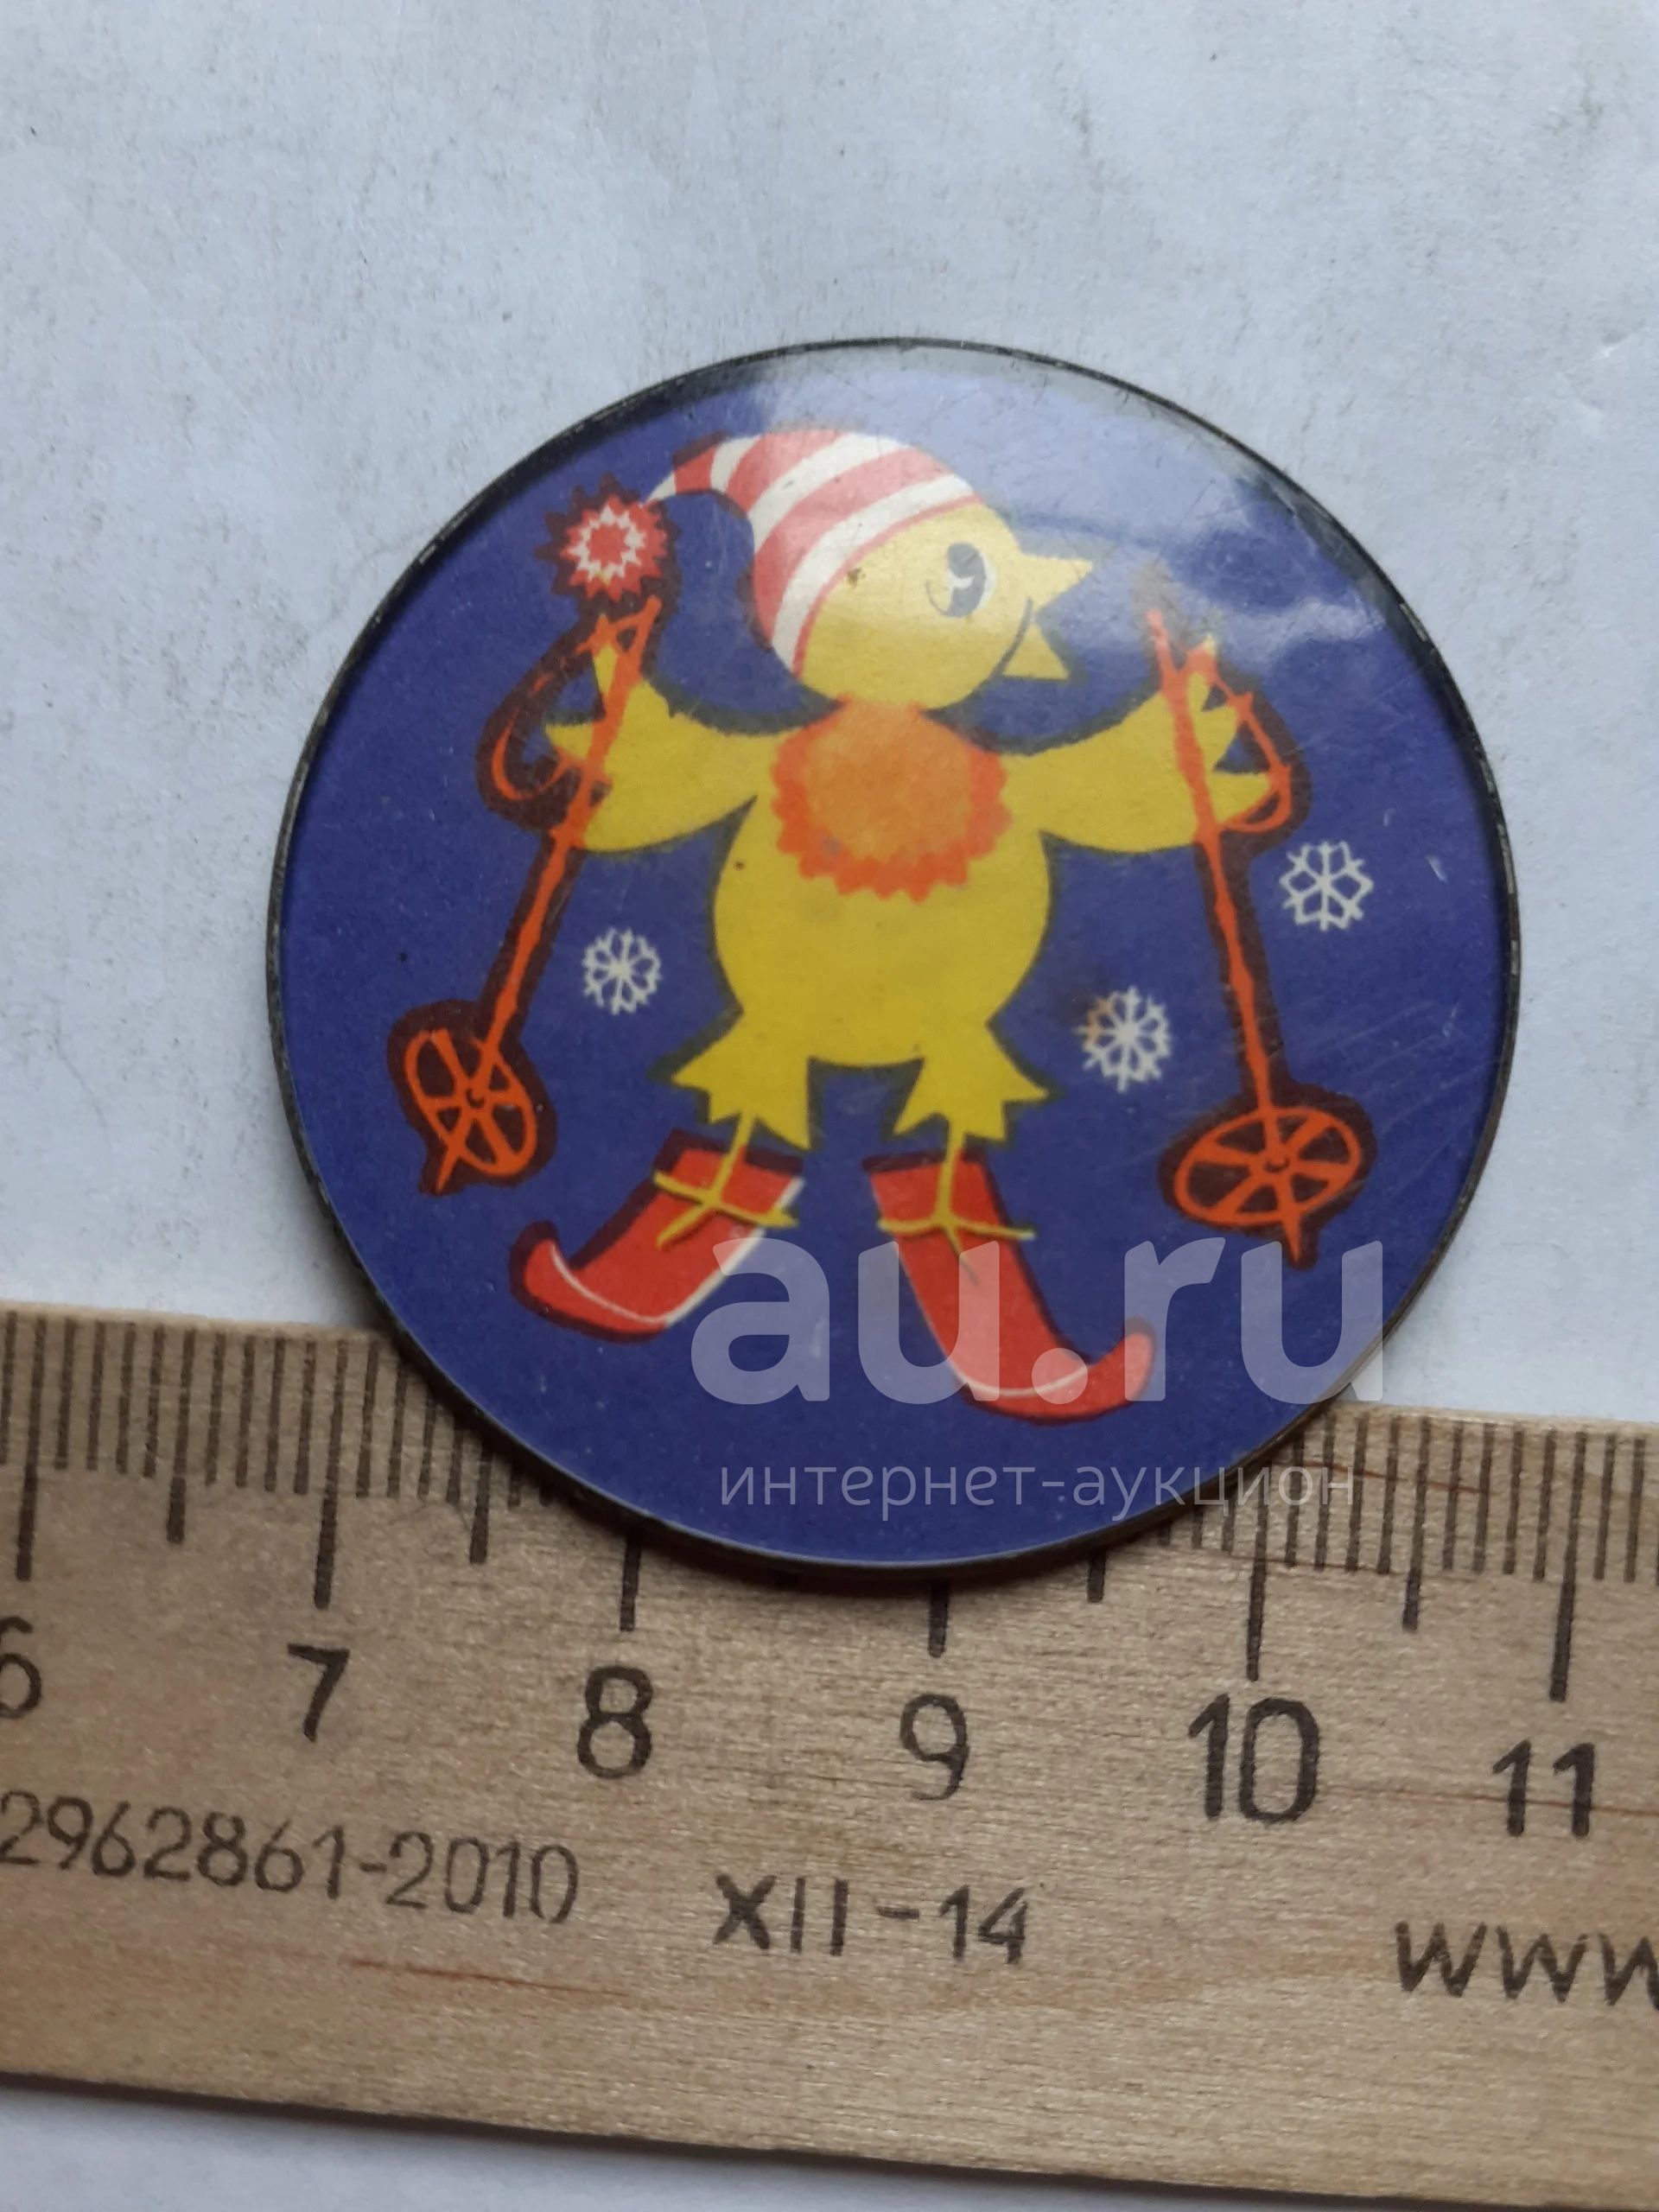 au.ru
интернет-аукцион
6 7 8 9 10 11
2962861-2010 XII-14 www